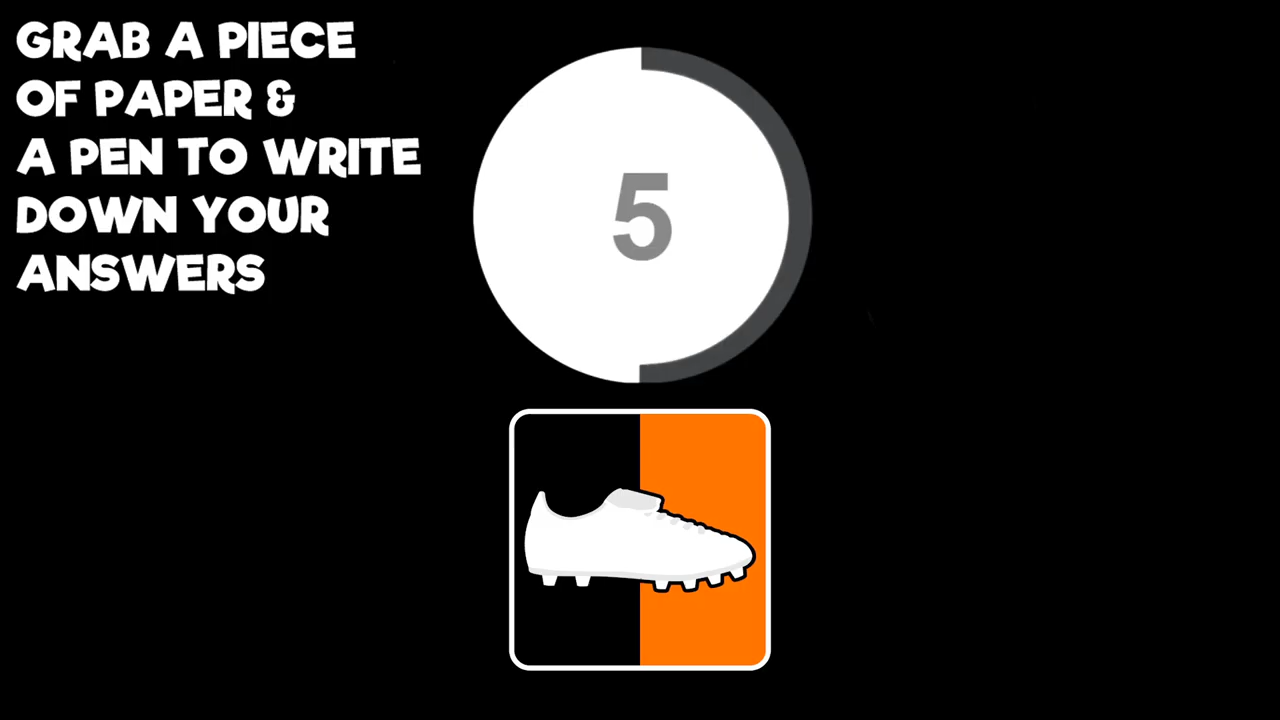 GRAB A PIECE
OF PAPER &
A PEN TO WRITE
DOWN YOUR
ANSWERS
5